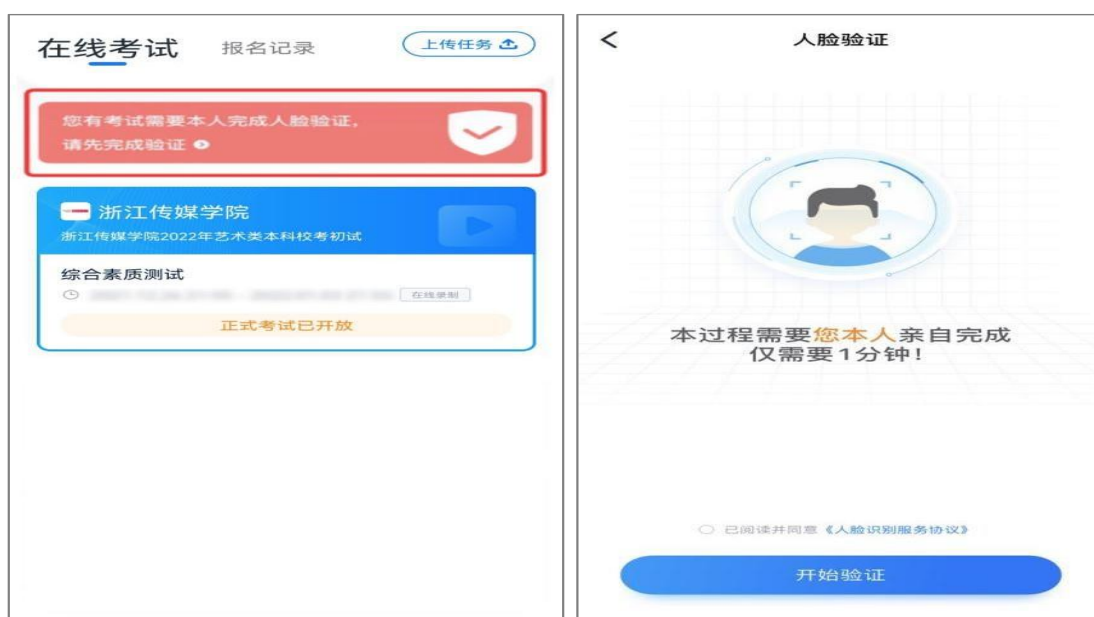 在线考试
报名记录
上传任务
您有考试需要本人完成人脸验证，
请先完成验证
浙江传媒学院
浙江传媒学院2022年艺术类本科校考初试
综合素质测试
在线录制
正式考试已开放
人脸验证
本过程需要您本人亲自完成
仅需要1分钟！
已阅读并同意《人脸识别服务协议》
开始验证